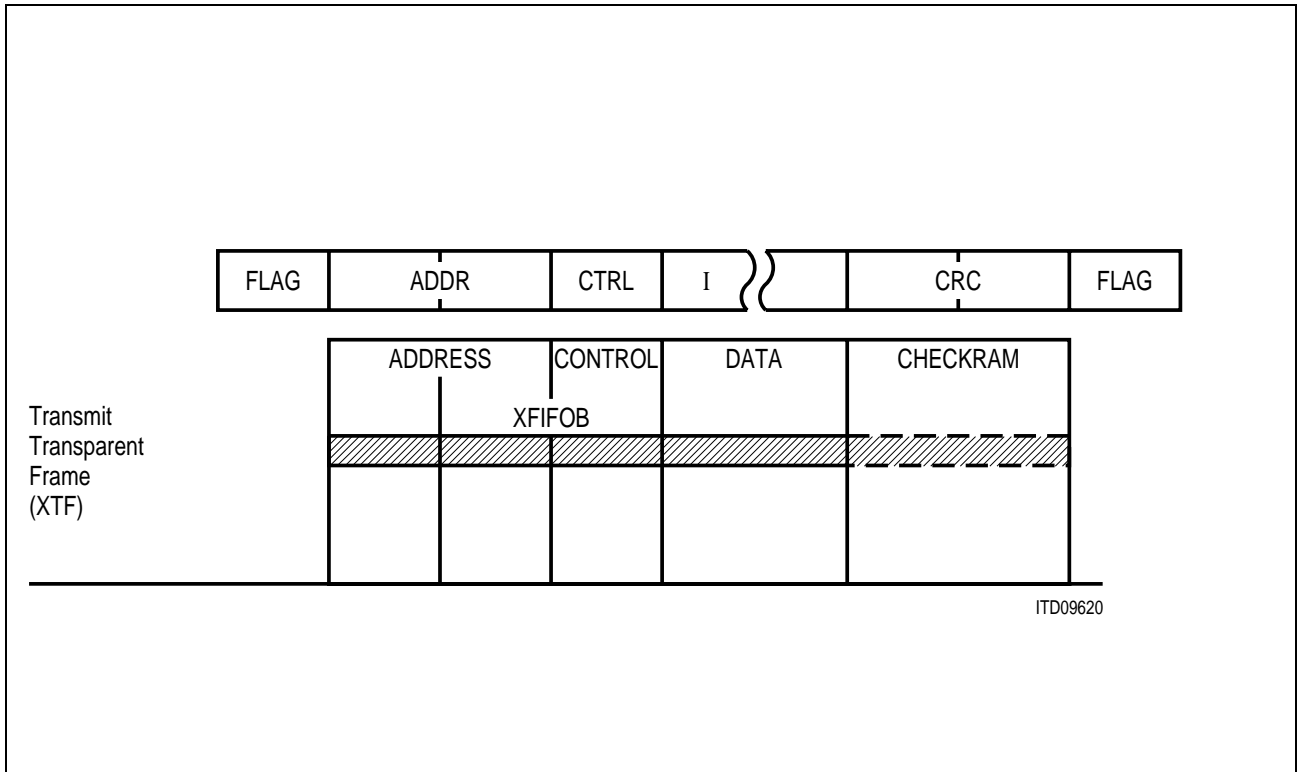 FLAG ADDR CTRL I CRC FLAG
ADDRESS CONTROL DATA CHECKRAM
XFIFOB
Transmit
Transparent
Frame
(XTF)
ITD09620